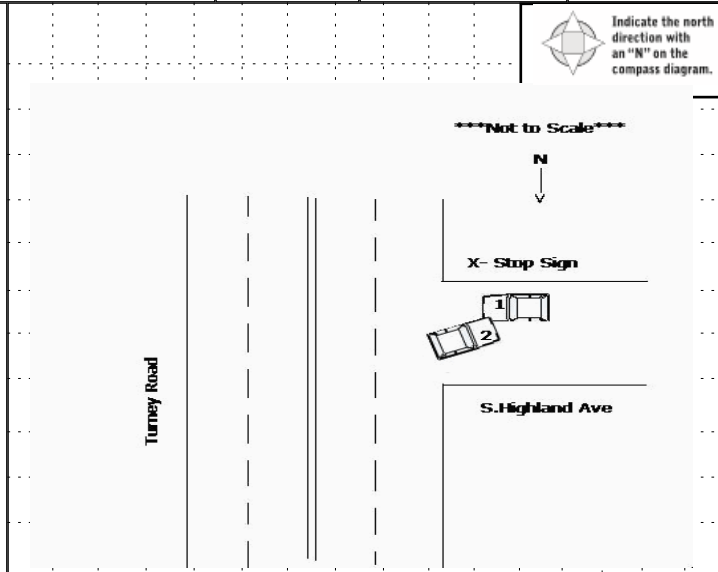 Indicate the north
direction with
an "N" on the
compass diagram.
***Not to Scale***
N
X- Stop Sign
1
2
Turney Road
S.Highland Ave